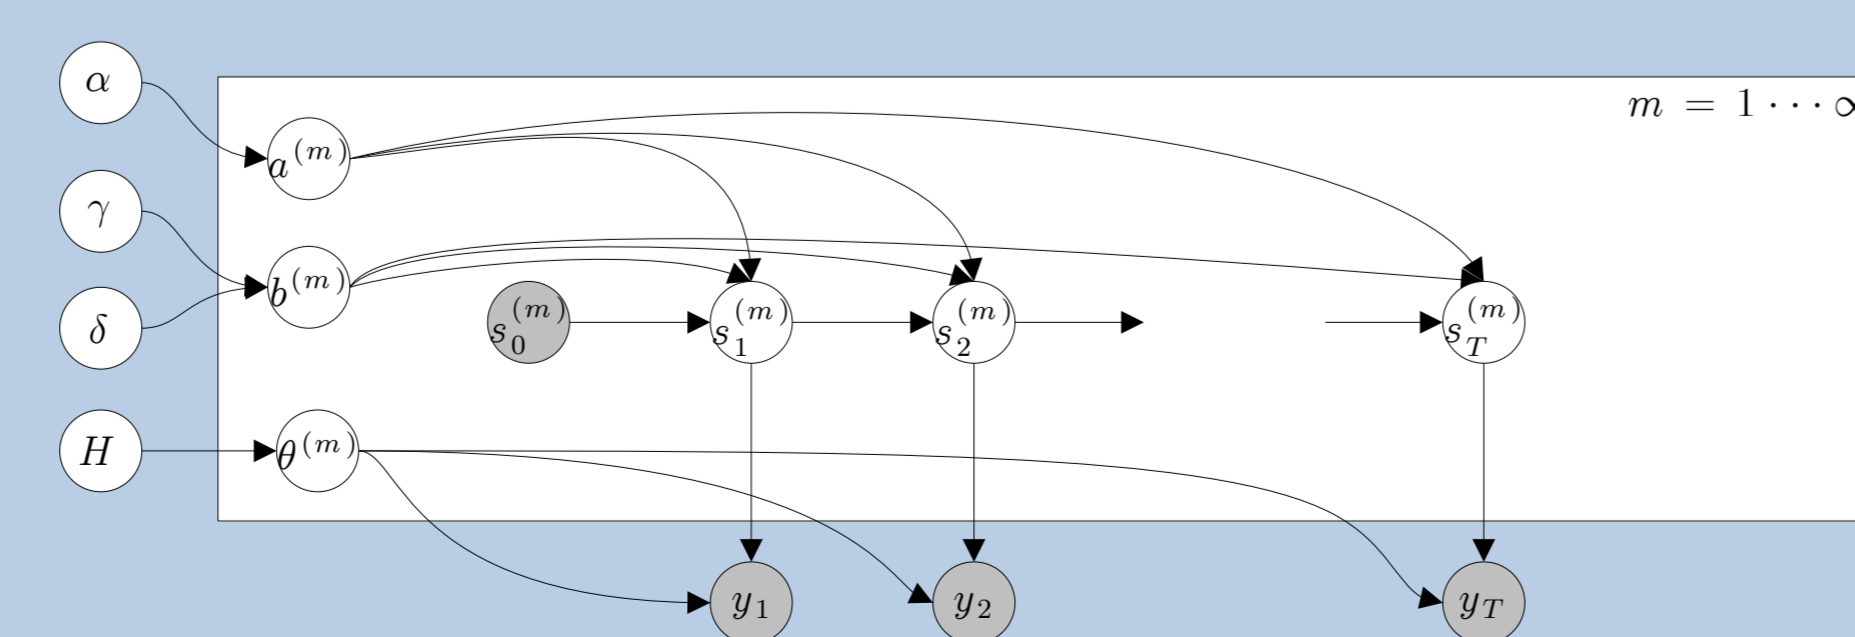 α
m = 1 · · · ∞
a^(m)
γ
b^(m)
δ
s_0^(m)
s_1^(m)
s_2^(m)
s_T^(m)
H
θ^(m)
y_1
y_2
y_T